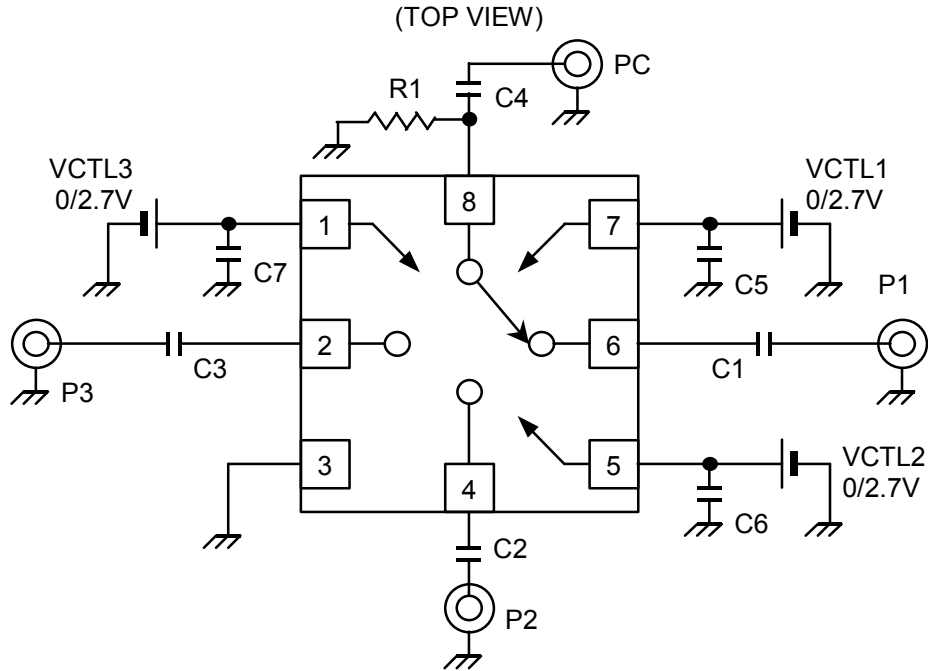 (TOP VIEW)
PC
R1
C4
VCTL3
0/2.7V
VCTL1
0/2.7V
8
1
7
C7
C5
P1
2
6
C3
C1
P3
3
4
5
VCTL2
0/2.7V
C6
C2
P2